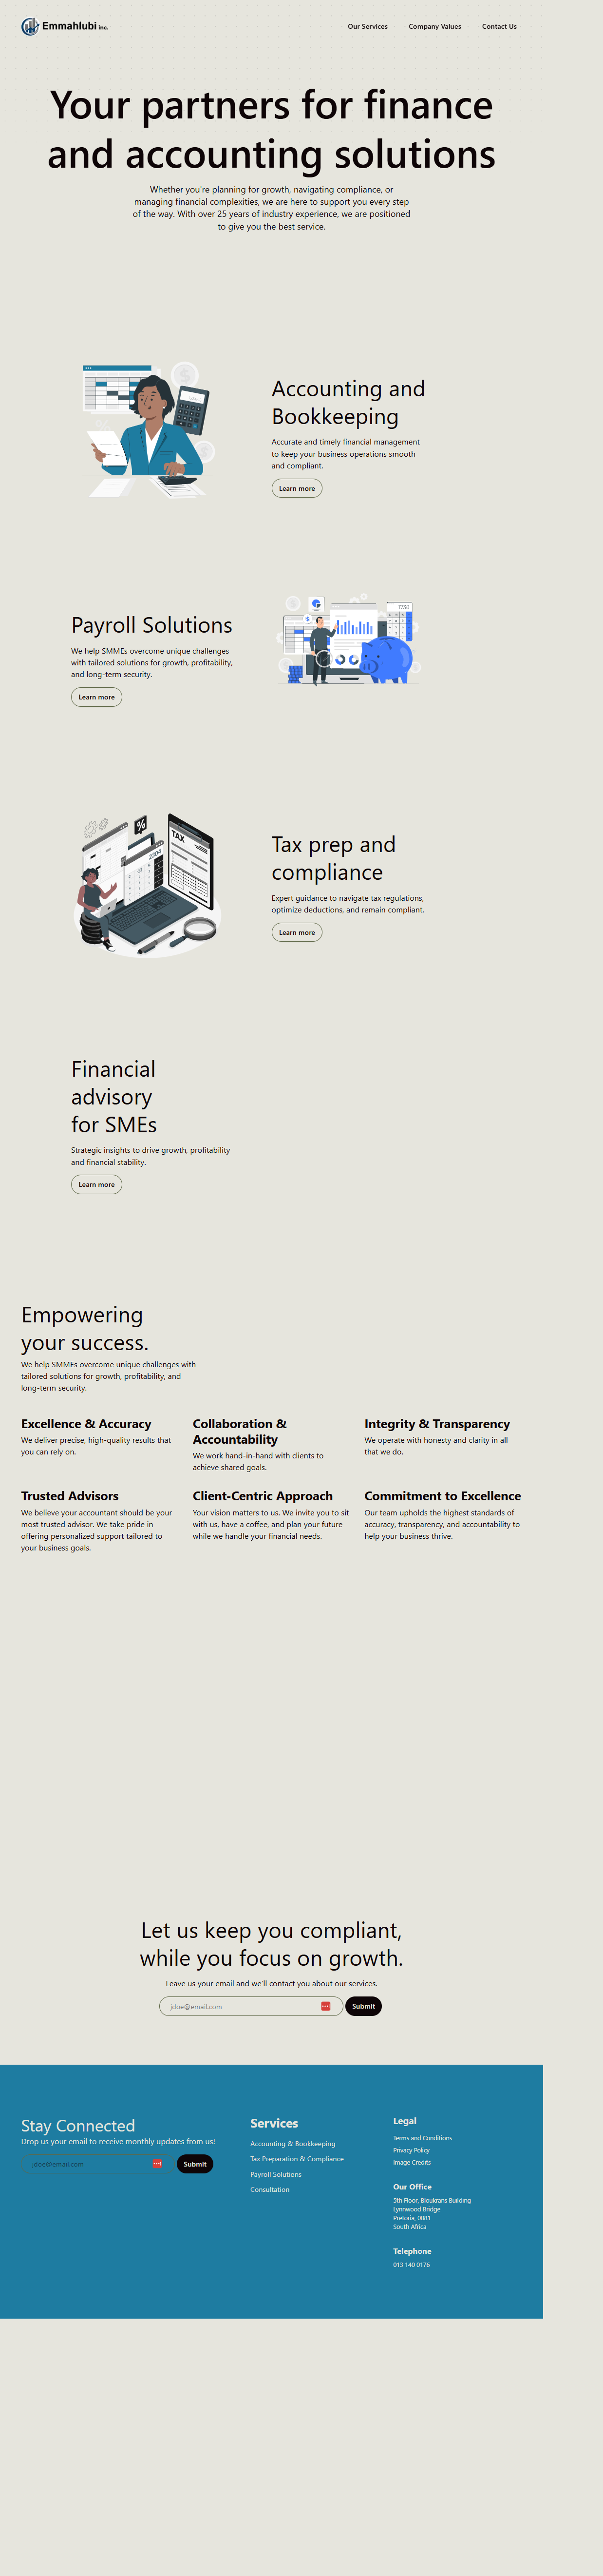 Emmahlubi Inc.
Our Services
Company Values
Contact Us
Your partners for finance
and accounting solutions
Whether you're planning for growth, navigating compliance, or
managing financial complexities, we are here to support you every step
of the way. With over 25 years of industry experience, we are positioned
to give you the best service.
Accounting and
Bookkeeping
Accurate and timely financial management
to keep your business operations smooth
and compliant.
Learn more
Payroll Solutions
We help SMMEs overcome unique challenges
with tailored solutions for growth, profitability,
and long-term security.
Learn more
TAX
%
Tax prep and
compliance
Expert guidance to navigate tax regulations,
optimize deductions, and remain compliant.
Learn more
Financial
advisory
for SMEs
Strategic insights to drive growth, profitability
and financial stability.
Learn more
Empowering
your success.
We help SMMEs overcome unique challenges with
tailored solutions for growth, profitability, and
long-term security.
Excellence & Accuracy
We deliver precise, high-quality results that
you can rely on.
Collaboration &
Accountability
We work hand-in-hand with clients to
achieve shared goals.
Integrity & Transparency
We operate with honesty and clarity in all
that we do.
Trusted Advisors
We believe your accountant should be your
most trusted advisor. We take pride in
offering personalized support tailored to
your business goals.
Client-Centric Approach
Your vision matters to us. We invite you to sit
with us, have a coffee, and plan your future
while we handle your financial needs.
Commitment to Excellence
Our team upholds the highest standards of
accuracy, transparency, and accountability to
help your business thrive.
Let us keep you compliant,
while you focus on growth.
Leave us your email and we'll contact you about our services.
jdoe@email.com
Submit
Stay Connected
Drop us your email to receive monthly updates from us!
jdoe@email.com
Submit
Services
Accounting & Bookkeeping
Tax Preparation & Compliance
Payroll Solutions
Consultation
Legal
Terms and Conditions
Privacy Policy
Image Credits
Our Office
5th Floor, Bloukrans Building
Lynnwood Bridge
Pretoria, 0081
South Africa
Telephone
013 140 0176